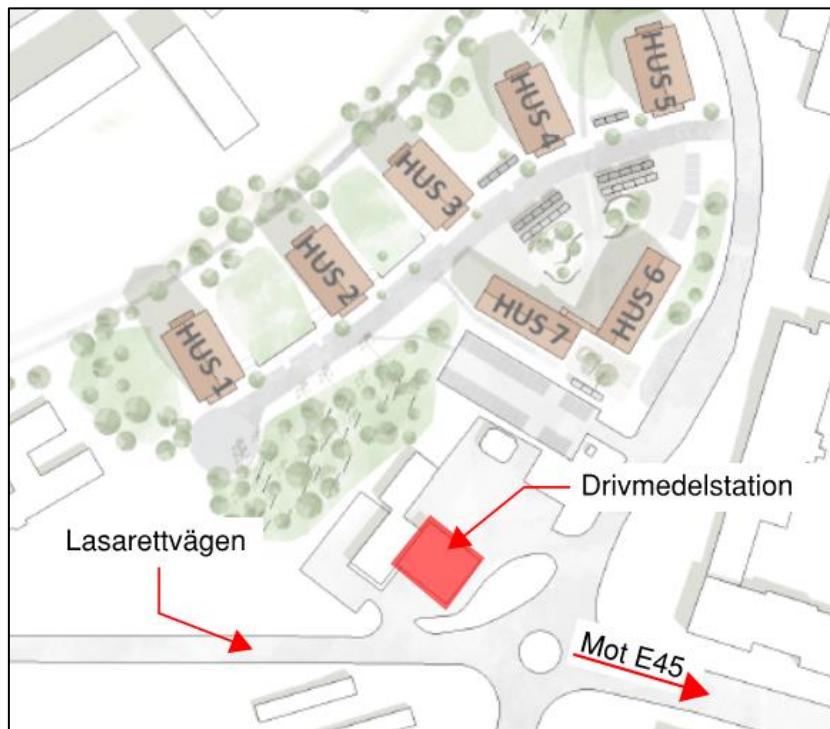 HUS 5
HUS 4
HUS 3
HUS 2
HUS 1
HUS 6
HUS 7
Drivmedelstation
Lasarettvägen
Mot E45